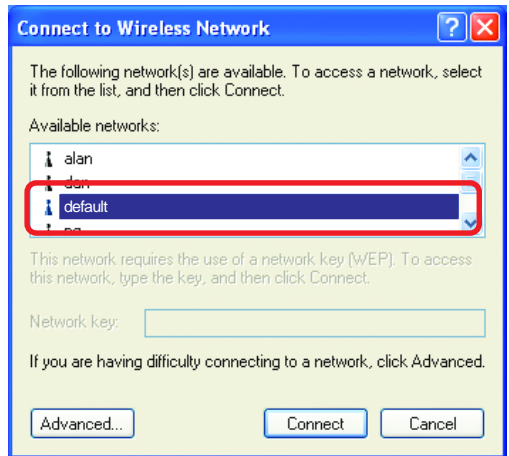 Connect to Wireless Network
The following network(s) are available. To access a network, select
it from the list, and then click Connect.
Available networks:
alan
dan
default
This network requires the use of a network key (WEP). To access
this network, type the key, and then click Connect.
Network key:
If you are having difficulty connecting to a network, click Advanced.
Advanced...
Connect
Cancel